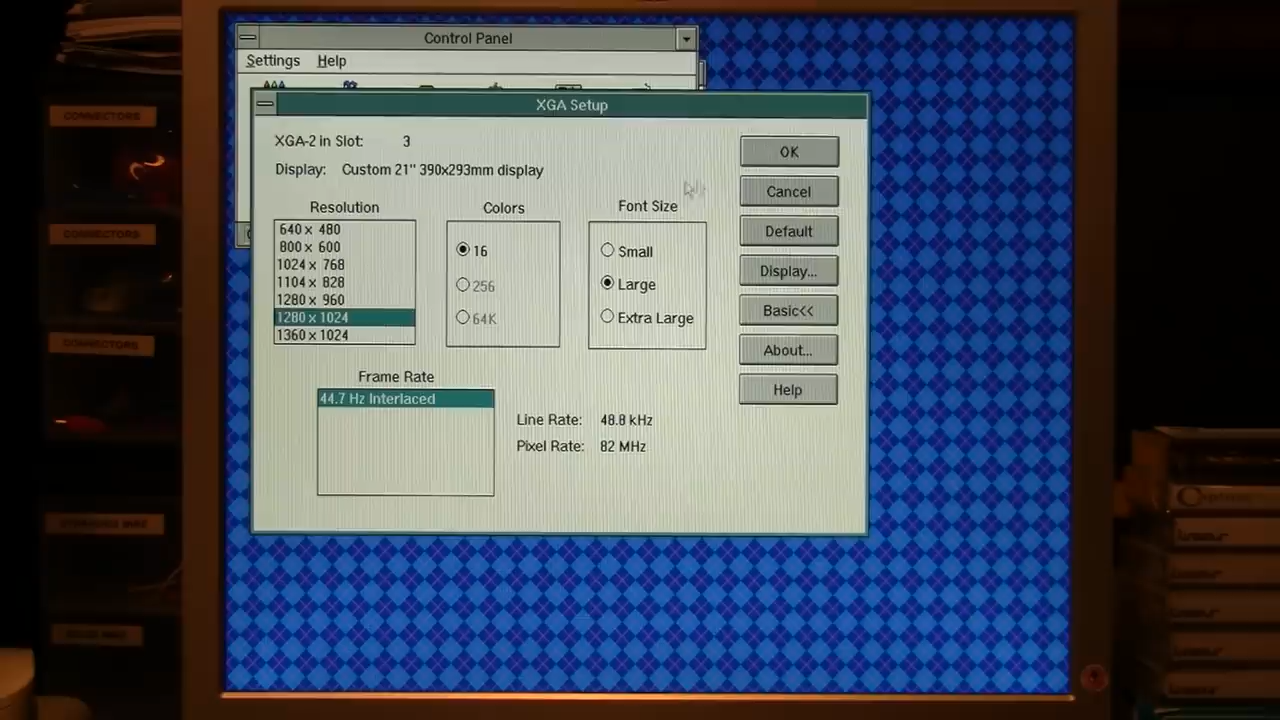 Control Panel
Settings Help
XGA Setup
XGA-2 in Slot: 3
Display: Custom 21" 390x293mm display
Resolution
640 x 480
800 x 600
1024 x 768
1104 x 828
1280 x 960
1280 x 1024
1360 x 1024
Colors
16
256
64K
Font Size
Small
Large
Extra Large
OK
Cancel
Default
Display...
Basic<<
About...
Help
Frame Rate
44.7 Hz Interlaced
Line Rate: 48.8 kHz
Pixel Rate: 82 MHz
CONNECTORS
CONNECTORS
CONNECTORS